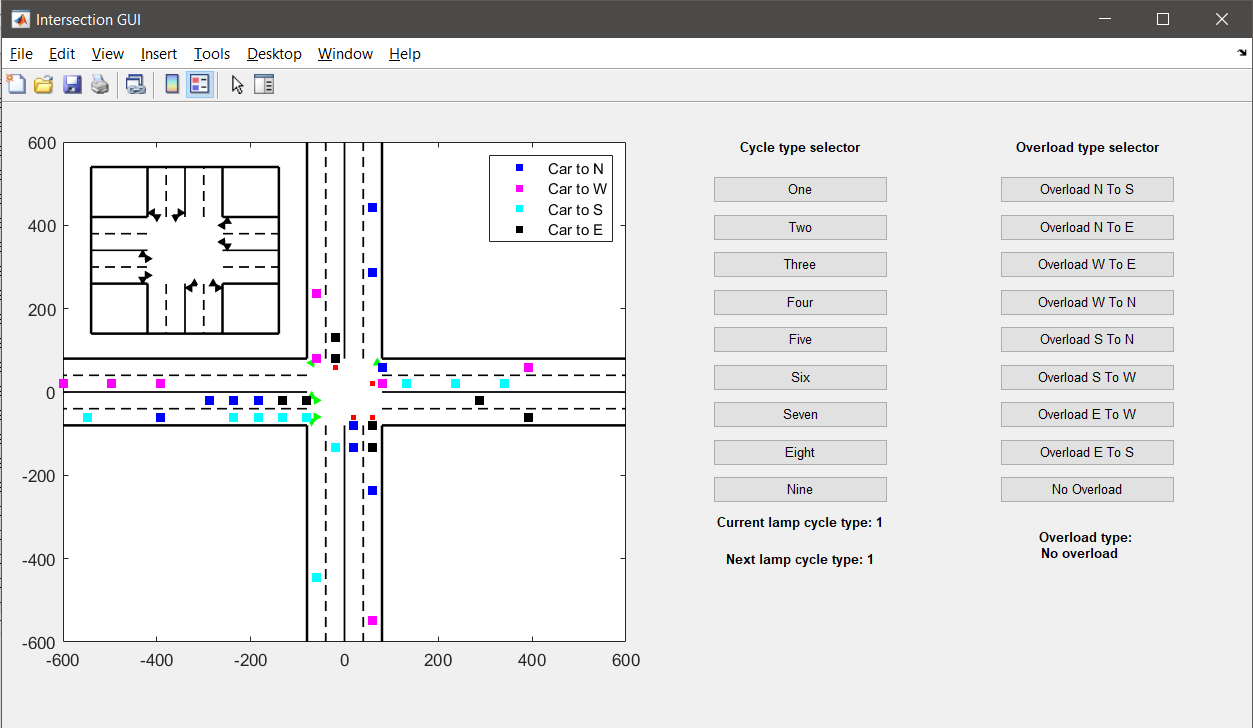 Intersection GUI
File Edit View Insert Tools Desktop Window Help
600
400
200
0
-200
-400
-600
-600 -400 -200 0 200 400 600
Car to N
Car to W
Car to S
Car to E
Cycle type selector
One
Two
Three
Four
Five
Six
Seven
Eight
Nine
Current lamp cycle type: 1
Next lamp cycle type: 1
Overload type selector
Overload N To S
Overload N To E
Overload W To E
Overload W To N
Overload S To N
Overload S To W
Overload E To W
Overload E To S
No Overload
Overload type:
No overload